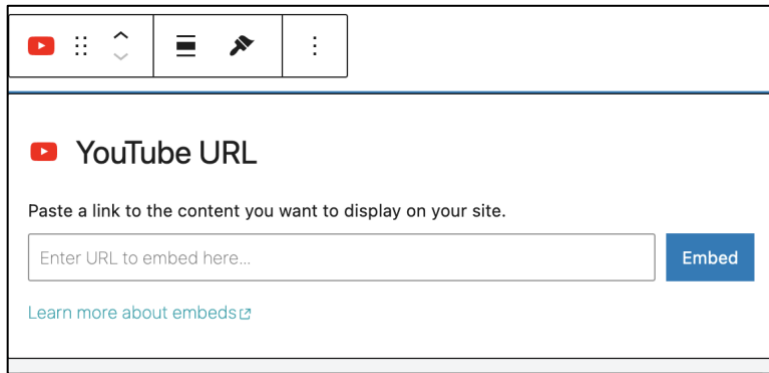 YouTube URL
Paste a link to the content you want to display on your site.
Enter URL to embed here...
Embed
Learn more about embeds